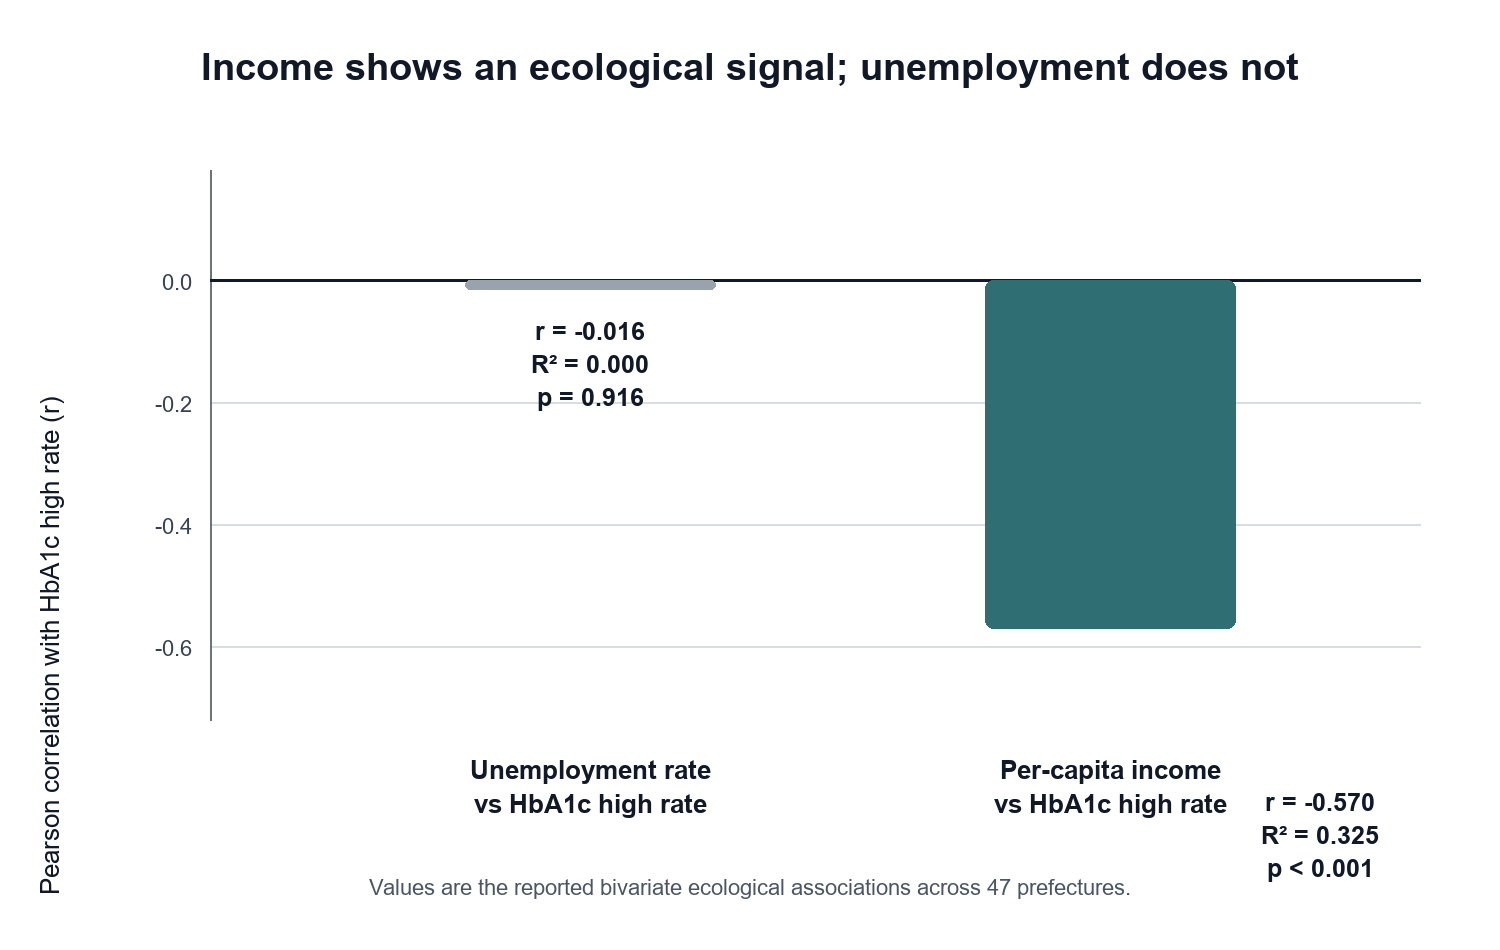 Income shows an ecological signal; unemployment does not
Pearson correlation with HbA1c high rate (r)
0.0
-0.2
-0.4
-0.6
r = -0.016
R² = 0.000
p = 0.916
Unemployment rate
vs HbA1c high rate
Per-capita income
vs HbA1c high rate
r = -0.570
R² = 0.325
p < 0.001
Values are the reported bivariate ecological associations across 47 prefectures.